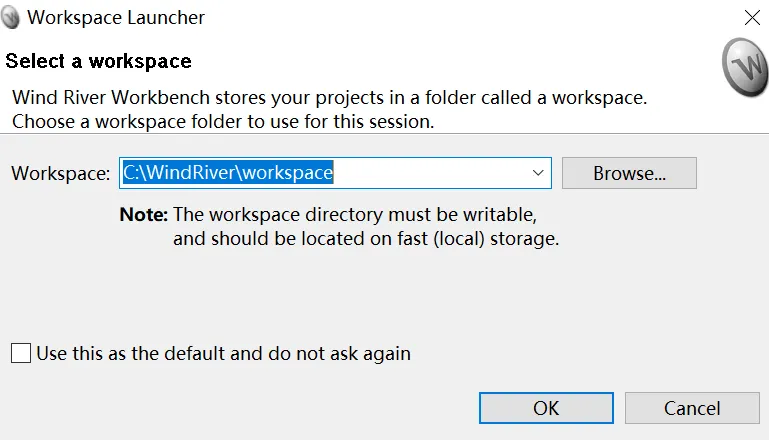 Workspace Launcher
Select a workspace
Wind River Workbench stores your projects in a folder called a workspace.
Choose a workspace folder to use for this session.
Workspace: C:\WindRiver\workspace Browse...
Note: The workspace directory must be writable,
and should be located on fast (local) storage.
Use this as the default and do not ask again
OK Cancel